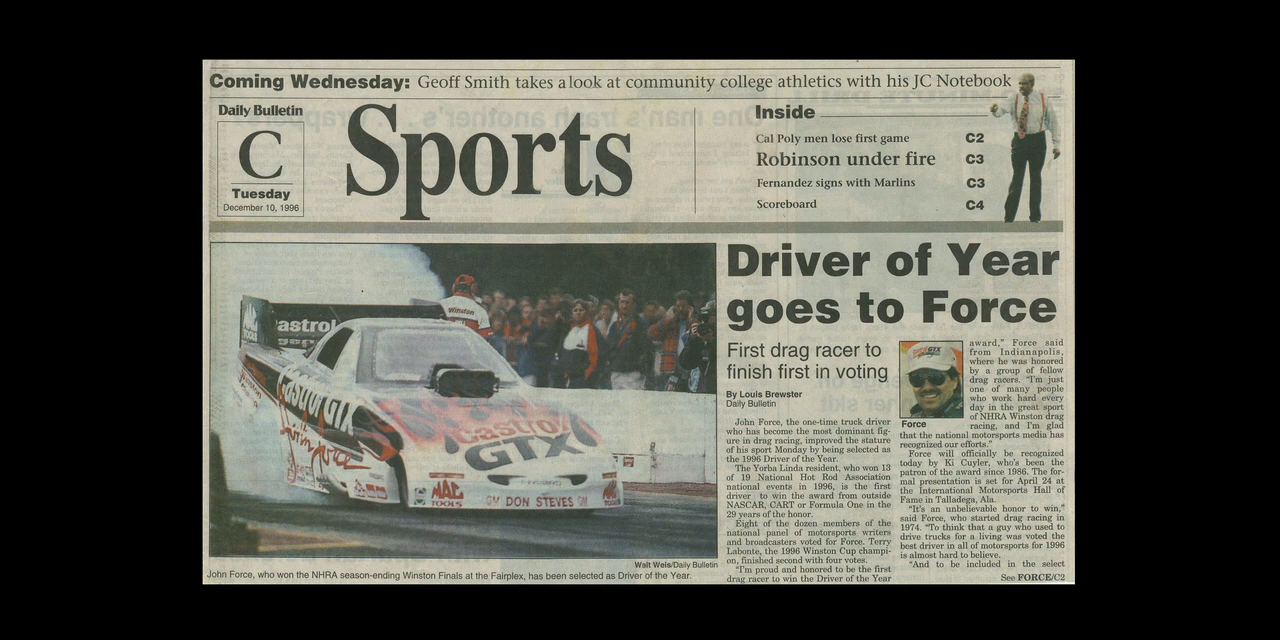 Coming Wednesday: Geoff Smith takes a look at community college athletics with his JC Notebook
Daily Bulletin
C
Tuesday
December 10, 1996
Sports
Inside
Cal Poly men lose first game C2
Robinson under fire C3
Fernandez signs with Marlins C3
Scoreboard C4
Winston
Castrol
Castrol GTX
John Force
Castrol
GTX
MAC
TOOLS
GM DON STEVES GM
Walt Weis/Daily Bulletin
John Force, who won the NHRA season-ending Winston Finals at the Fairplex, has been selected as Driver of the Year.
Driver of Year
goes to Force
First drag racer to
finish first in voting
By Louis Brewster
Daily Bulletin
John Force, the one-time truck driver
who has become the most dominant fig-
ure in drag racing, improved the stature
of his sport Monday by being selected as
the 1996 Driver of the Year.
The Yorba Linda resident, who won 13
of 19 National Hot Rod Association
national events in 1996, is the first
driver to win the award from outside
NASCAR, CART or Formula One in the
29 years of the honor.
Eight of the dozen members of the
national panel of motorsports writers
and broadcasters voted for Force. Terry
Labonte, the 1996 Winston Cup champi-
on, finished second with four votes.
"I'm proud and honored to be the first
drag racer to win the Driver of the Year
GTX
Force
award," Force said
from Indianapolis,
where he was honored
by a group of fellow
drag racers. "I'm just
one of many people
who work hard every
day in the great sport
of NHRA Winston drag
racing, and I'm glad
that the national motorsports media has
recognized our efforts."
Force will officially be recognized
today by Ki Cuyler, who's been the
patron of the award since 1986. The for-
mal presentation is set for April 24 at
the International Motorsports Hall of
Fame in Talladega, Ala.
"It's an unbelievable honor to win,"
said Force, who started drag racing in
1974. "To think that a guy who used to
drive trucks for a living was voted the
best driver in all of motorsports for 1996
is almost hard to believe.
"And to be included in the select
See FORCE/C2